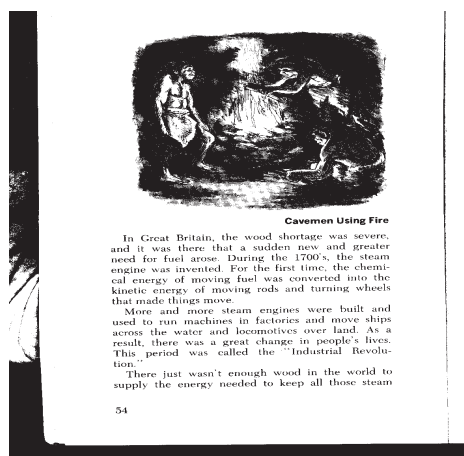 Cavemen Using Fire
In Great Britain, the wood shortage was severe,
and it was there that a sudden new and greater
need for fuel arose. During the 1700's, the steam
engine was invented. For the first time, the chemi-
cal energy of moving fuel was converted into the
kinetic energy of moving rods and turning wheels
that made things move.
More and more steam engines were built and
used to run machines in factories and move ships
across the water and locomotives over land. As a
result, there was a great change in people's lives.
This period was called the "Industrial Revolu-
tion."
There just wasn't enough wood in the world to
supply the energy needed to keep all those steam
54